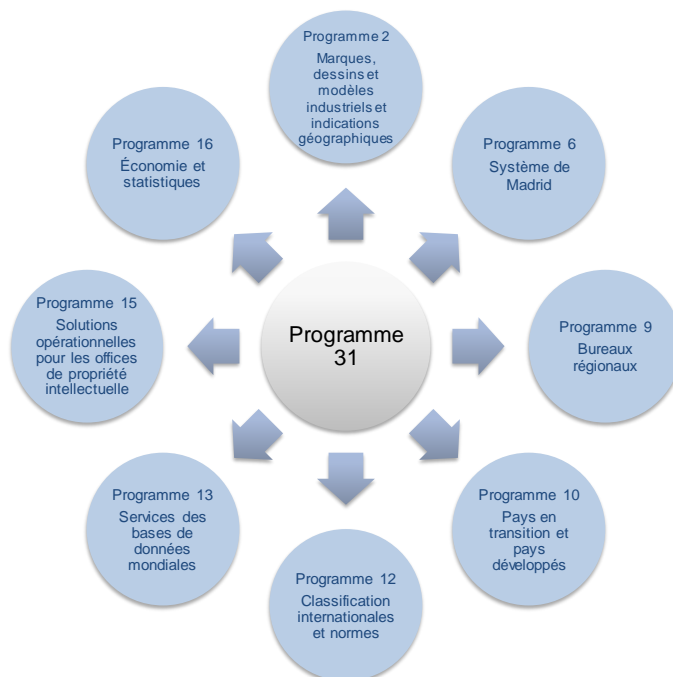 Programme 2
Marques,
dessins et
modèles
industriels et
indications
géographiques
Programme 6
Système de
Madrid
Programme 9
Bureaux
régionaux
Programme 10
Pays en
transition et
pays
développés
Programme 12
Classification
internationales
et normes
Programme 13
Services des
bases de
données
mondiales
Programme 15
Solutions
opérationnelles
pour les offices
de propriété
intellectuelle
Programme 16
Économie et
statistiques
Programme
31